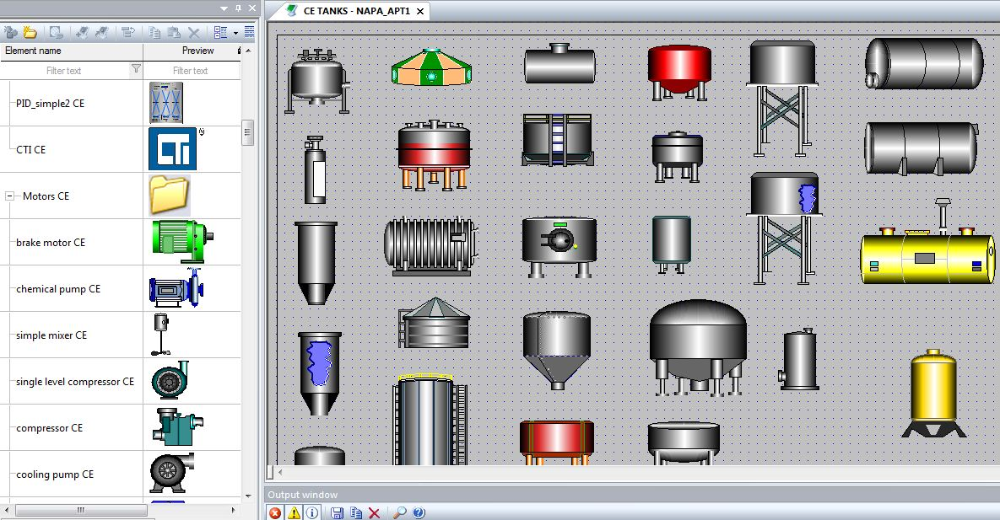 CE TANKS - NAPA_APT1
Element name
Preview
Filter text
Filter text
PID_simple2 CE
CTI CE
CTI
Motors CE
brake motor CE
chemical pump CE
simple mixer CE
single level compressor CE
compressor CE
cooling pump CE
Output window